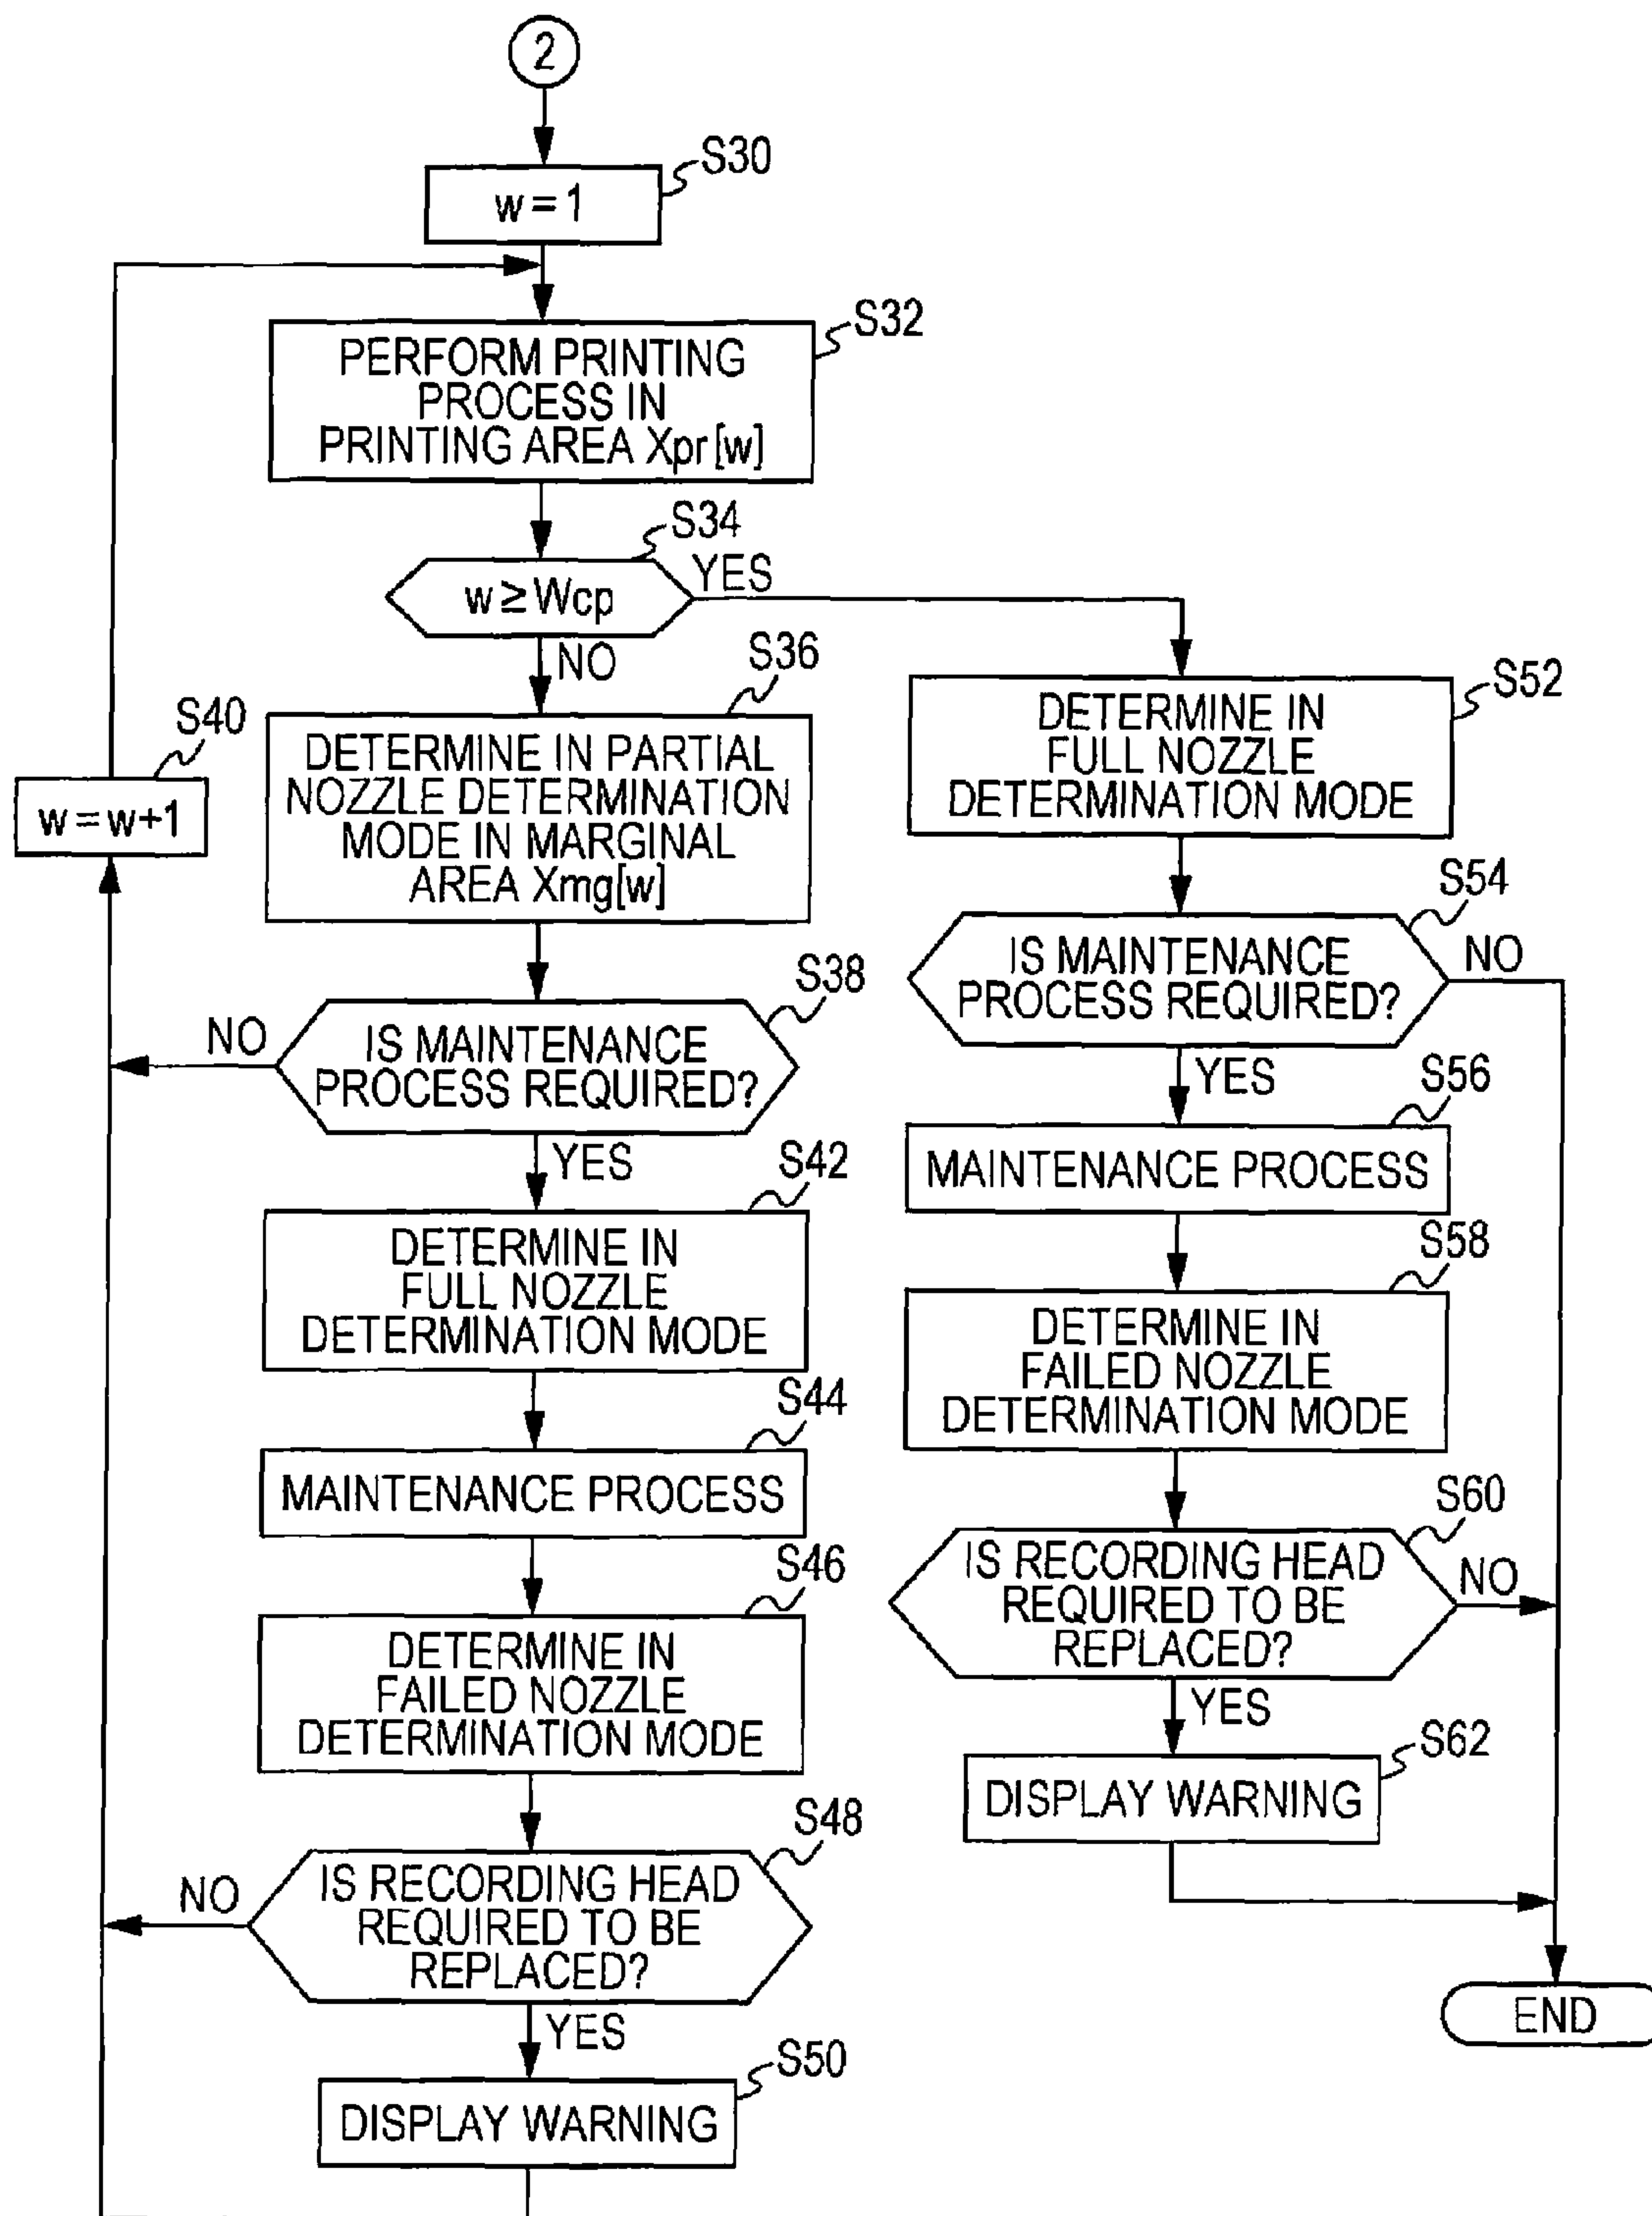 2
S30
w = 1
S32
PERFORM PRINTING
PROCESS IN
PRINTING AREA Xpr[w]
S34
w ≥ Wcp
YES
NO
S36
DETERMINE IN PARTIAL
NOZZLE DETERMINATION
MODE IN MARGINAL
AREA Xmg[w]
S40
w = w+1
S38
IS MAINTENANCE
PROCESS REQUIRED?
NO
YES
S42
DETERMINE IN
FULL NOZZLE
DETERMINATION MODE
S44
MAINTENANCE PROCESS
S46
DETERMINE IN
FAILED NOZZLE
DETERMINATION MODE
S48
IS RECORDING HEAD
REQUIRED TO BE
REPLACED?
NO
YES
S50
DISPLAY WARNING
S52
DETERMINE IN
FULL NOZZLE
DETERMINATION MODE
S54
IS MAINTENANCE
PROCESS REQUIRED?
NO
YES
S56
MAINTENANCE PROCESS
S58
DETERMINE IN
FAILED NOZZLE
DETERMINATION MODE
S60
IS RECORDING HEAD
REQUIRED TO BE
REPLACED?
NO
YES
S62
DISPLAY WARNING
END